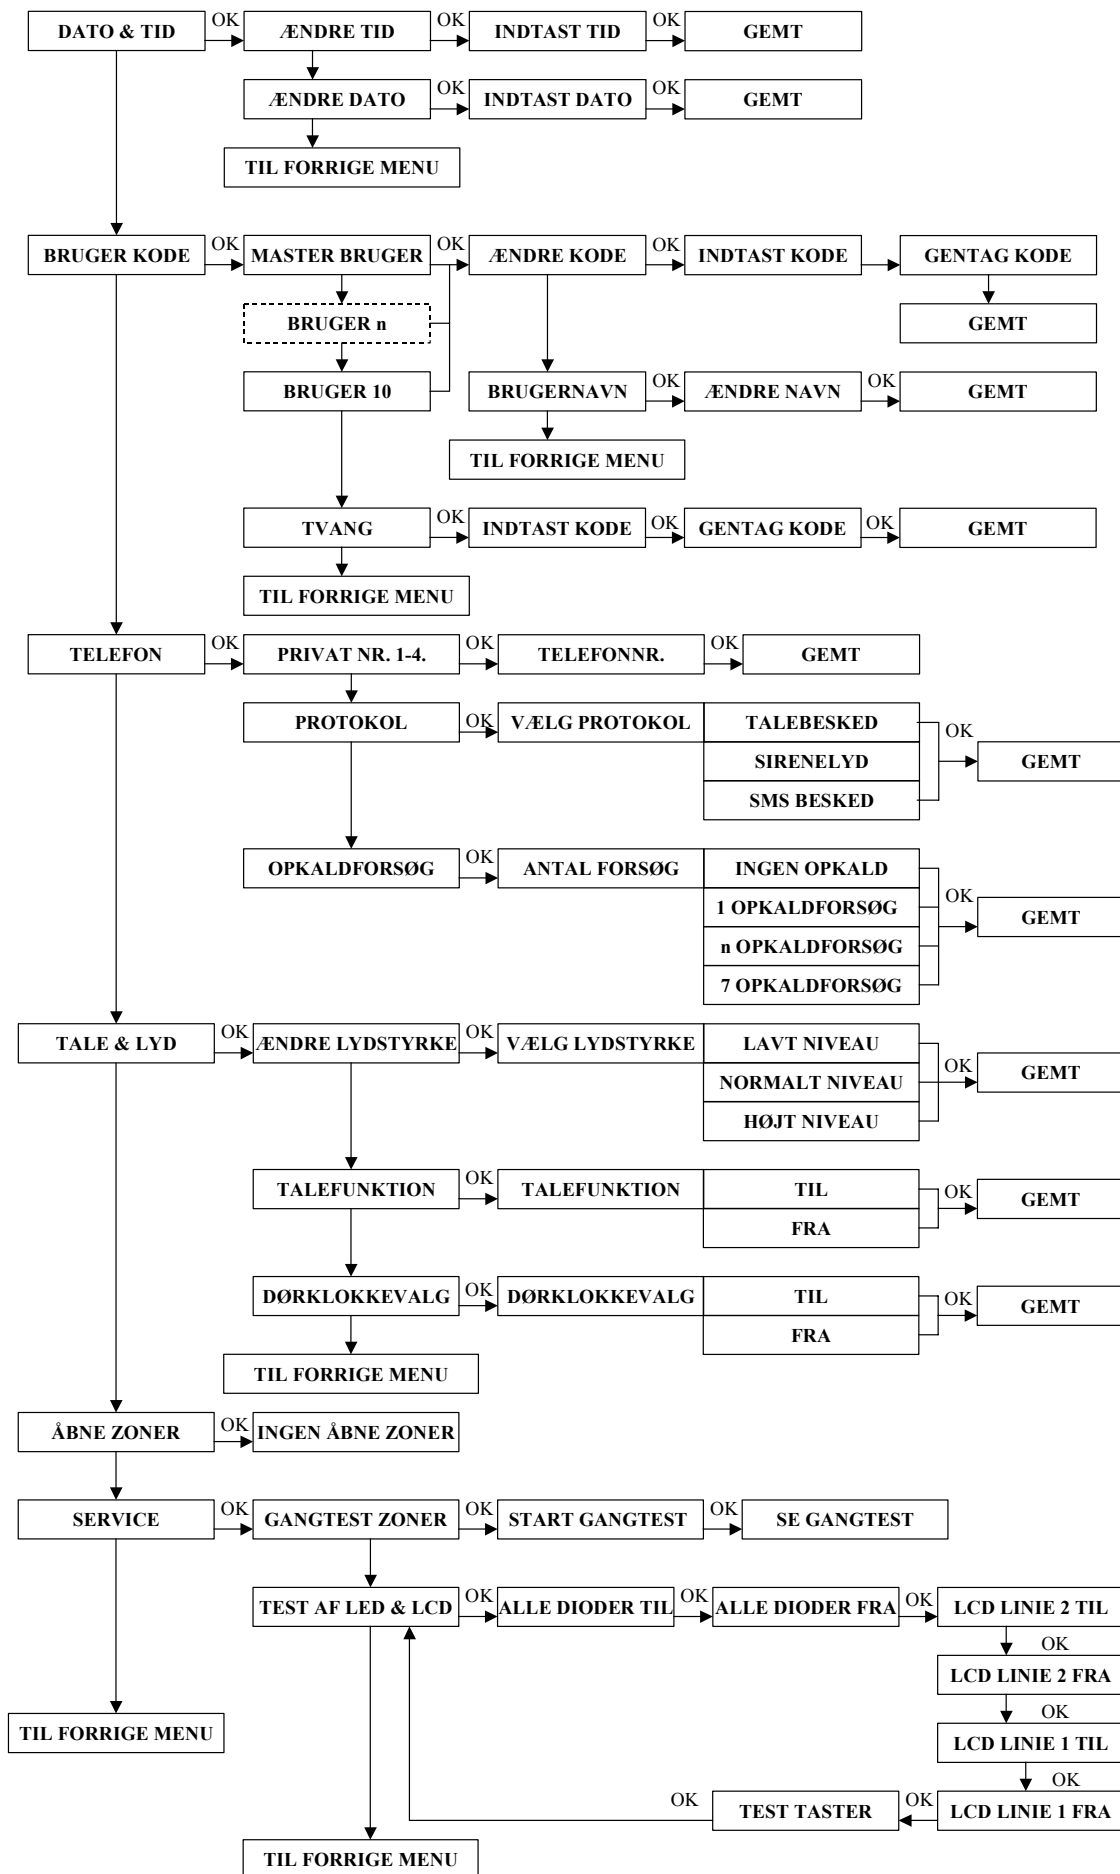 DATO & TID OK ÆNDRE TID OK INDTAST TID OK GEMT
ÆNDRE DATO OK INDTAST DATO OK GEMT
TIL FORRIGE MENU
BRUGER KODE OK MASTER BRUGER OK ÆNDRE KODE OK INDTAST KODE GENTAG KODE
BRUGER n GEMT
BRUGER 10 BRUGERNAVN OK ÆNDRE NAVN OK GEMT
TIL FORRIGE MENU
TVANG OK INDTAST KODE OK GENTAG KODE OK GEMT
TIL FORRIGE MENU
TELEFON OK PRIVAT NR. 1-4. OK TELEFONNR. OK GEMT
PROTOKOL OK VÆLG PROTOKOL TALEBESKED OK
SIRENELYD GEMT
SMS BESKED
OPKALDFORSØG OK ANTAL FORSØG INGEN OPKALD
1 OPKALDFORSØG OK GEMT
n OPKALDFORSØG
7 OPKALDFORSØG
TALE & LYD OK ÆNDRE LYDSTYRKE OK VÆLG LYDSTYRKE LAVT NIVEAU
NORMALT NIVEAU OK GEMT
HØJT NIVEAU
TALEFUNKTION OK TALEFUNKTION TIL OK GEMT
FRA
DØRKLOKKEVALG OK DØRKLOKKEVALG TIL OK GEMT
FRA
TIL FORRIGE MENU
ÅBNE ZONER OK INGEN ÅBNE ZONER
SERVICE OK GANGTEST ZONER OK START GANGTEST OK SE GANGTEST
TEST AF LED & LCD OK ALLE DIODER TIL OK ALLE DIODER FRA OK LCD LINIE 2 TIL
OK
LCD LINIE 2 FRA
OK
TIL FORRIGE MENU LCD LINIE 1 TIL
OK
OK TEST TASTER OK LCD LINIE 1 FRA
TIL FORRIGE MENU